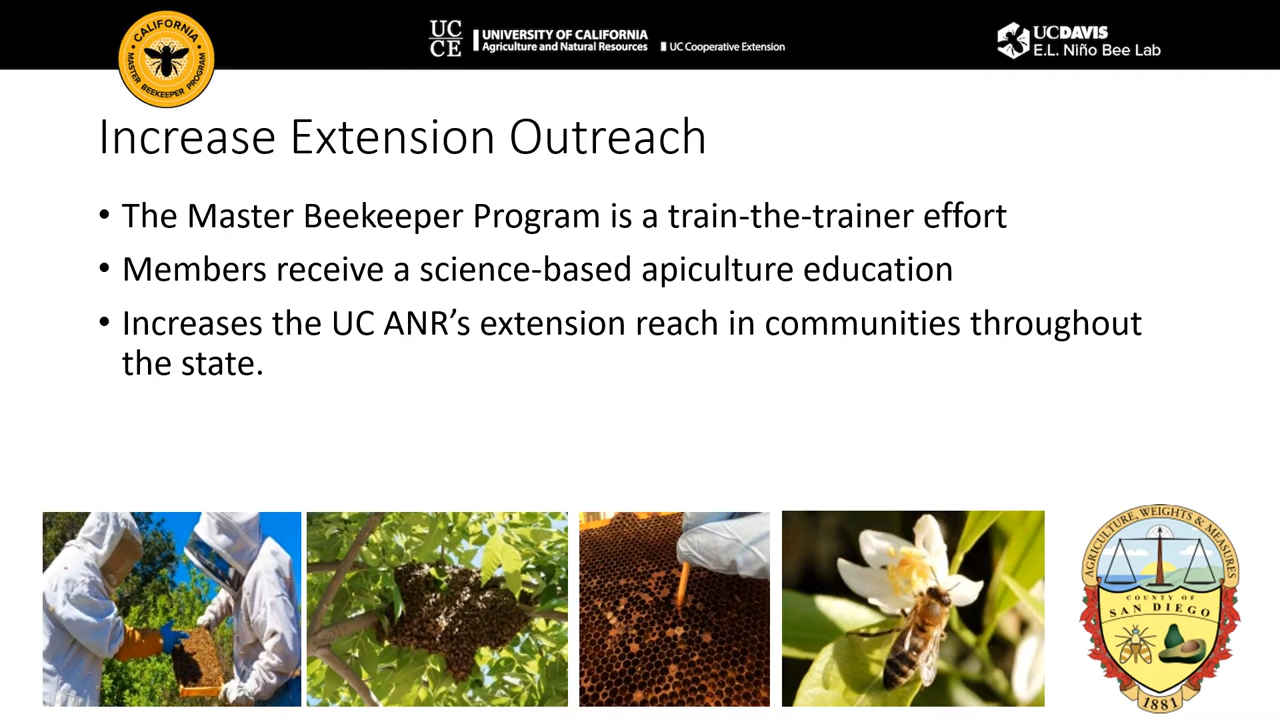 CALIFORNIA
MASTER BEEKEEPER PROGRAM
UC
CE
UNIVERSITY OF CALIFORNIA
Agriculture and Natural Resources
UC Cooperative Extension
UCDAVIS
E.L. Niño Bee Lab
Increase Extension Outreach
• The Master Beekeeper Program is a train-the-trainer effort
• Members receive a science-based apiculture education
• Increases the UC ANR’s extension reach in communities throughout
the state.
AGRICULTURE, WEIGHTS & MEASURES
COUNTY OF
SAN DIEGO
1881